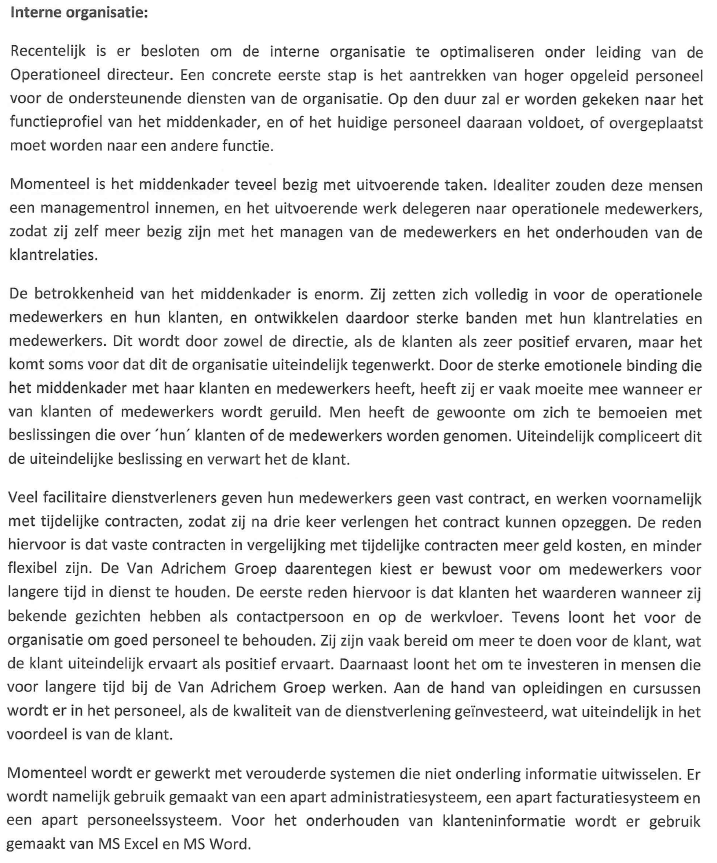 Interne organisatie:
Recentelijk is er besloten om de interne organisatie te optimaliseren onder leiding van de
Operationeel directeur. Een concrete eerste stap is het aantrekken van hoger opgeleid personeel
voor de ondersteunende diensten van de organisatie. Op den duur zal er worden gekeken naar het
functieprofiel van het middenkader, en of het huidige personeel daaraan voldoet, of overgeplaatst
moet worden naar een andere functie.
Momenteel is het middenkader teveel bezig met uitvoerende taken. Idealiter zouden deze mensen
een managementrol innemen, en het uitvoerende werk delegeren naar operationele medewerkers,
zodat zij zelf meer bezig zijn met het managen van de medewerkers en het onderhouden van de
klantrelaties.
De betrokkenheid van het middenkader is enorm. Zij zetten zich volledig in voor de operationele
medewerkers en hun klanten, en ontwikkelen daardoor sterke banden met hun klantrelaties en
medewerkers. Dit wordt door zowel de directie, als de klanten als zeer positief ervaren, maar het
komt soms voor dat dit de organisatie uiteindelijk tegenwerkt. Door de sterke emotionele binding die
het middenkader met haar klanten en medewerkers heeft, heeft zij er vaak moeite mee wanneer er
van klanten of medewerkers wordt geruild. Men heeft de gewoonte om zich te bemoeien met
beslissingen die over ´hun´ klanten of de medewerkers worden genomen. Uiteindelijk compliceert dit
de uiteindelijke beslissing en verwart het de klant.
Veel facilitaire dienstverleners geven hun medewerkers geen vast contract, en werken voornamelijk
met tijdelijke contracten, zodat zij na drie keer verlengen het contract kunnen opzeggen. De reden
hiervoor is dat vaste contracten in vergelijking met tijdelijke contracten meer geld kosten, en minder
flexibel zijn. De Van Adrichem Groep daarentegen kiest er bewust voor om medewerkers voor
langere tijd in dienst te houden. De eerste reden hiervoor is dat klanten het waarderen wanneer zij
bekende gezichten hebben als contactpersoon en op de werkvloer. Tevens loont het voor de
organisatie om goed personeel te behouden. Zij zijn vaak bereid om meer te doen voor de klant, wat
de klant uiteindelijk ervaart als positief ervaart. Daarnaast loont het om te investeren in mensen die
voor langere tijd bij de Van Adrichem Groep werken. Aan de hand van opleidingen en cursussen
wordt er in het personeel, als de kwaliteit van de dienstverlening geïnvesteerd, wat uiteindelijk in het
voordeel is van de klant.
Momenteel wordt er gewerkt met verouderde systemen die niet onderling informatie uitwisselen. Er
wordt namelijk gebruik gemaakt van een apart administratiesysteem, een apart facturatiesysteem en
een apart personeelssysteem. Voor het onderhouden van klanteninformatie wordt er gebruik
gemaakt van MS Excel en MS Word.